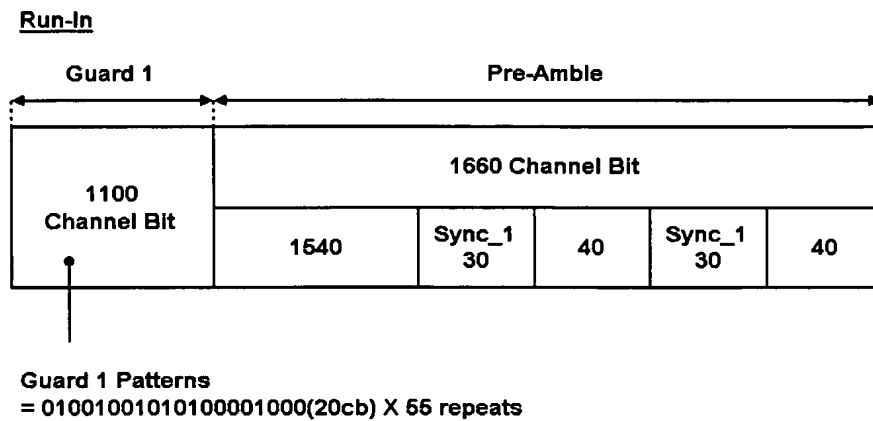 Run-In
Guard 1
Pre-Amble
1100
Channel Bit
1660 Channel Bit
1540
Sync_1
30
40
Sync_1
30
40
Guard 1 Patterns
= 01001001010100001000(20cb) X 55 repeats